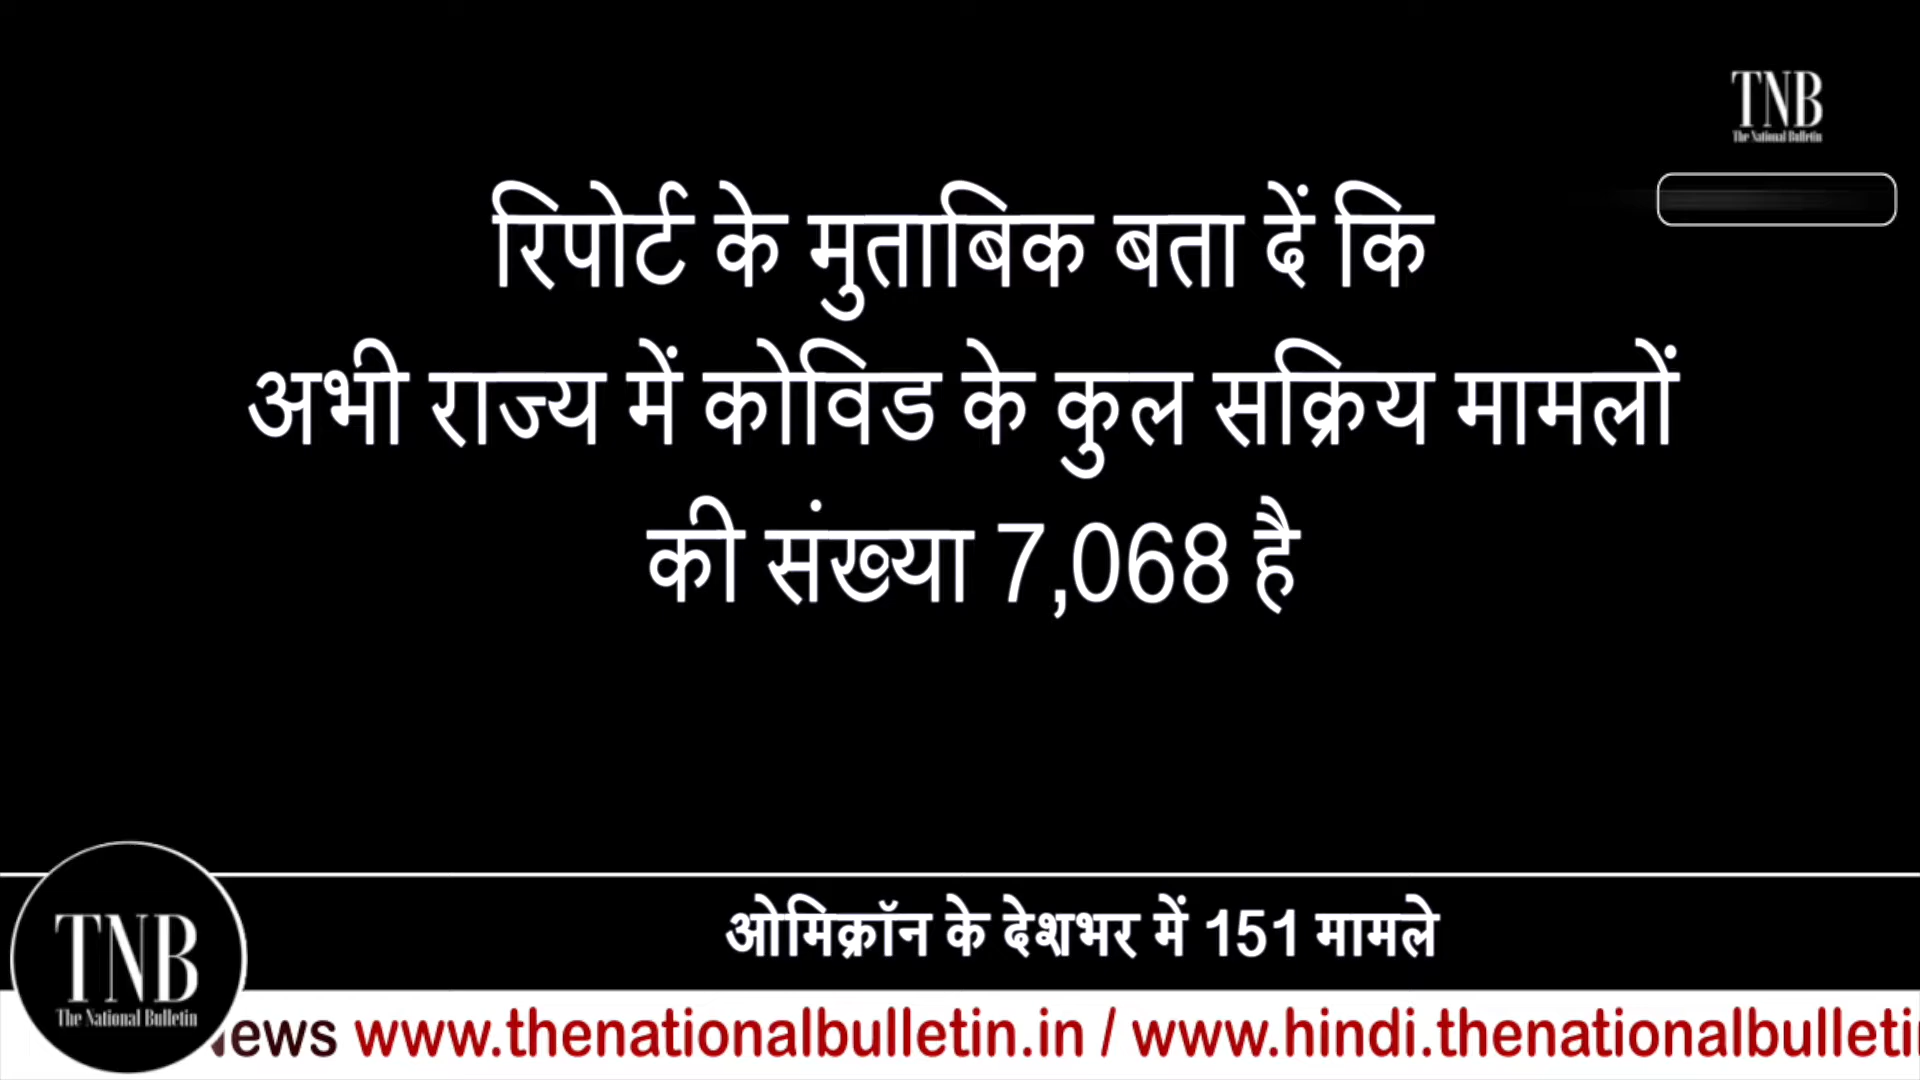 TNB
The National Bulletin
रिपोर्ट के मुताबिक बता दें कि
अभी राज्य में कोविड के कुल सक्रिय मामलों
की संख्या 7,068 है
ओमिक्रॉन के देशभर में 151 मामले
TNB
The National Bulletin
News www.thenationalbulletin.in / www.hindi.thenationalbulleti